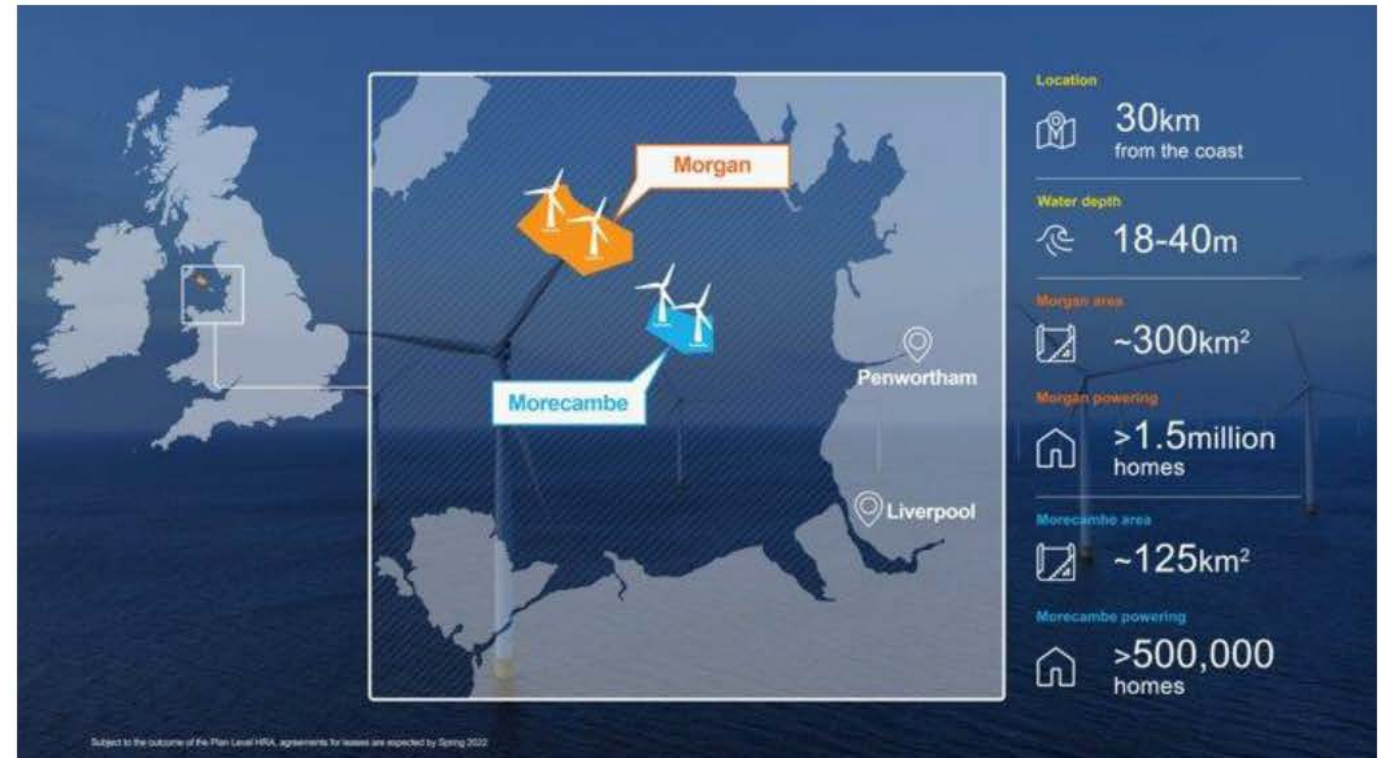 Morgan
Morecambe
Penwortham
Liverpool
Location
30km
from the coast
Water depth
18-40m
Morgan area
~300km²
Morgan powering
>1.5million
homes
Morecambe area
~125km²
Morecambe powering
>500,000
homes
Subject to the outcome of the Plan Level HRA, agreements for leases are expected by Spring 2022